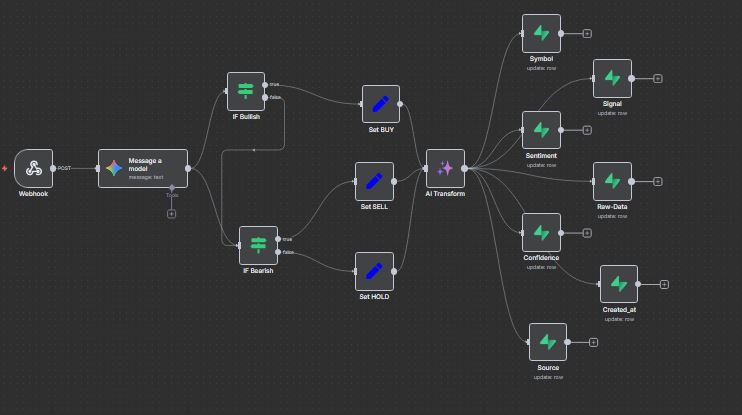 Symbol
update: row
Signal
update: row
true
false
IF Bullish
Set BUY
Sentiment
update: row
POST
Webhook
Message a
model
message: text
Tools
AI Transform
Set SELL
Raw-Data
update: row
true
false
IF Bearish
Set HOLD
Confidence
update: row
Created_at
update: row
Source
update: row